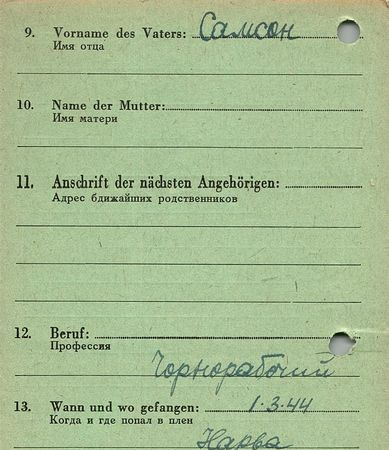 9. Vorname des Vaters: Самсон
Имя отца
10. Name der Mutter:
Имя матери
11. Anschrift der nächsten Angehörigen:
Адрес бдижайших родственников
12. Beruf:
Профессия
Чорнорабочий
13. Wann und wo gefangen: 1.3.44
Когда и где попал в плен
Нарва